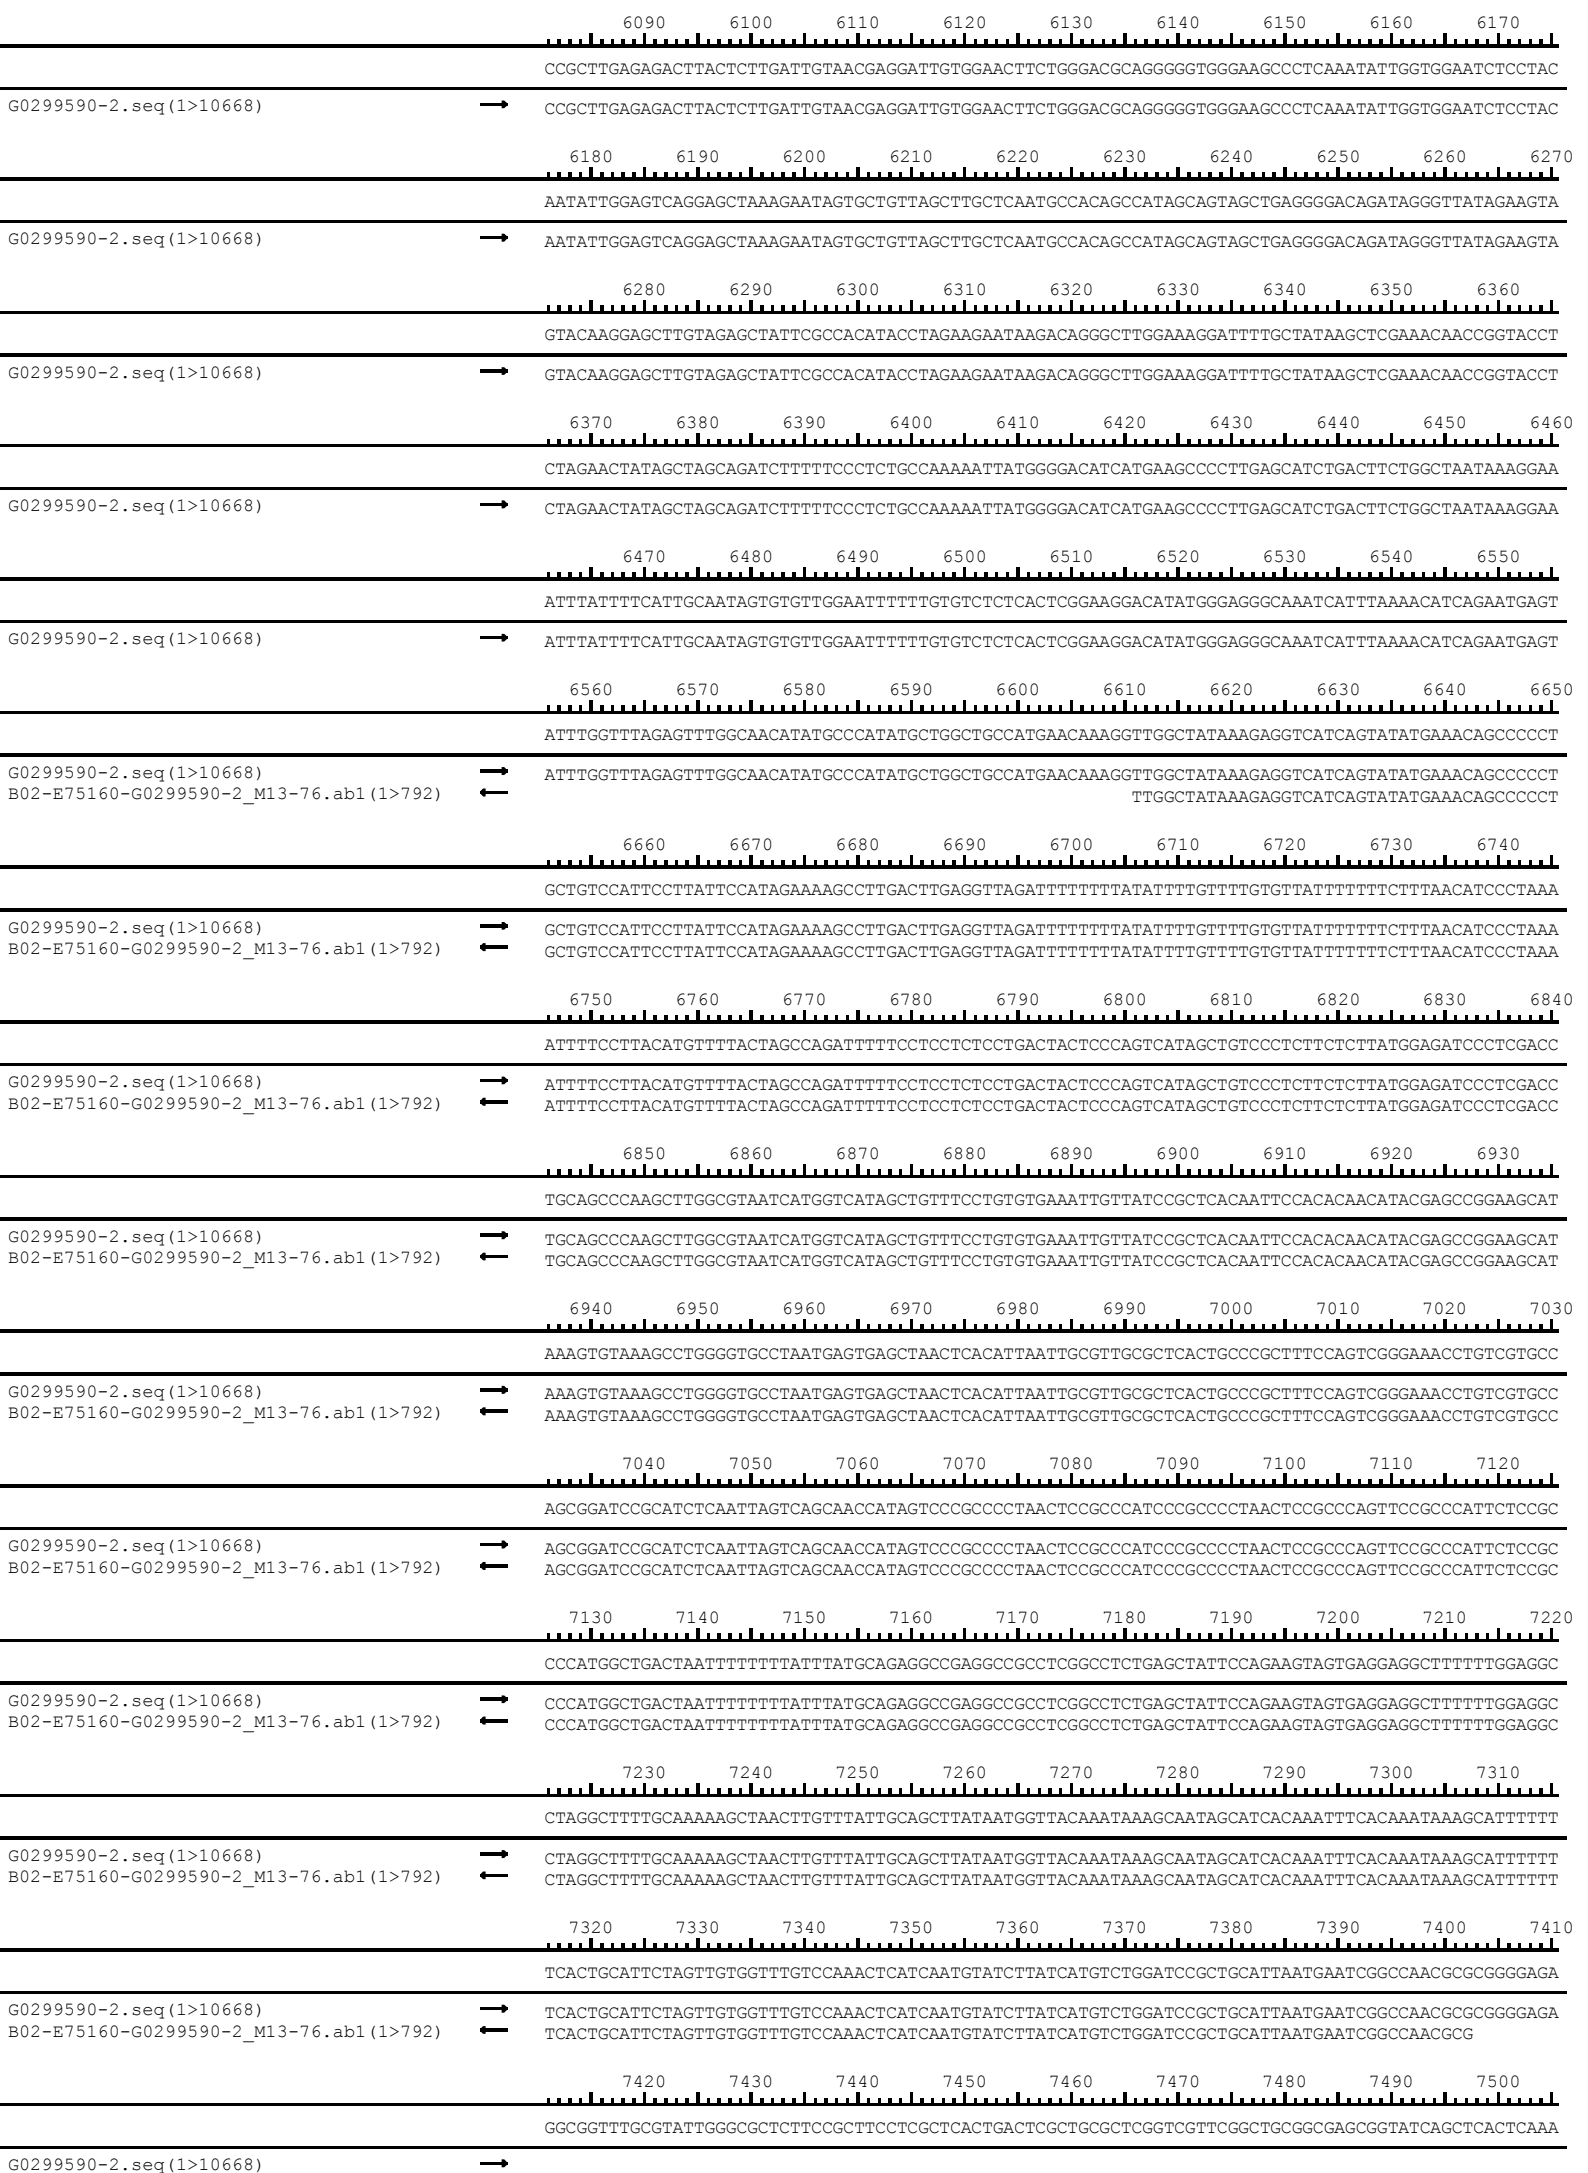 6090 6100 6110 6120 6130 6140 6150 6160 6170
CCGCTTGAGAGACTTACTCTTGATTGTAACGAGGATTGTGGAACTTCTGGGACGCAGGGGGTGGGAAGCCCTCAAATATTGGTGGAATCTCCTAC
G0299590-2.seq(1>10668) → CCGCTTGAGAGACTTACTCTTGATTGTAACGAGGATTGTGGAACTTCTGGGACGCAGGGGGTGGGAAGCCCTCAAATATTGGTGGAATCTCCTAC
6180 6190 6200 6210 6220 6230 6240 6250 6260 6270
AATATTGGAGTCAGGAGCTAAAGAATAGTGCTGTTAGCTTGCTCAATGCCACAGCCATAGCAGTAGCTGAGGGGACAGATAGGGTTATAGAAGTA
G0299590-2.seq(1>10668) → AATATTGGAGTCAGGAGCTAAAGAATAGTGCTGTTAGCTTGCTCAATGCCACAGCCATAGCAGTAGCTGAGGGGACAGATAGGGTTATAGAAGTA
6280 6290 6300 6310 6320 6330 6340 6350 6360
GTACAAGGAGCTTGTAGAGCTATTCGCCACATACCTAGAAGAATAAGACAGGGCTTGGAAAGGATTTTGCTATAAGCTCGAAACAACCGGTACCT
G0299590-2.seq(1>10668) → GTACAAGGAGCTTGTAGAGCTATTCGCCACATACCTAGAAGAATAAGACAGGGCTTGGAAAGGATTTTGCTATAAGCTCGAAACAACCGGTACCT
6370 6380 6390 6400 6410 6420 6430 6440 6450 6460
CTAGAACTATAGCTAGCAGATCTTTTTCCCTCTGCCAAAAATTATGGGGACATCATGAAGCCCCTTGAGCATCTGACTTCTGGCTAATAAAGGAA
G0299590-2.seq(1>10668) → CTAGAACTATAGCTAGCAGATCTTTTTCCCTCTGCCAAAAATTATGGGGACATCATGAAGCCCCTTGAGCATCTGACTTCTGGCTAATAAAGGAA
6470 6480 6490 6500 6510 6520 6530 6540 6550
ATTTATTTTCATTGCAATAGTGTGTTGGAATTTTTTGTGTCTCTCACTCGGAAGGACATATGGGAGGGCAAATCATTTAAAACATCAGAATGAGT
G0299590-2.seq(1>10668) → ATTTATTTTCATTGCAATAGTGTGTTGGAATTTTTTGTGTCTCTCACTCGGAAGGACATATGGGAGGGCAAATCATTTAAAACATCAGAATGAGT
6560 6570 6580 6590 6600 6610 6620 6630 6640 6650
ATTTGGTTTAGAGTTTGGCAACATATGCCCATATGCTGGCTGCCATGAACAAAGGTTGGCTATAAAGAGGTCATCAGTATATGAAACAGCCCCCT
G0299590-2.seq(1>10668) → ATTTGGTTTAGAGTTTGGCAACATATGCCCATATGCTGGCTGCCATGAACAAAGGTTGGCTATAAAGAGGTCATCAGTATATGAAACAGCCCCCT
B02-E75160-G0299590-2_M13-76.ab1(1>792) ← TTGGCTATAAAGAGGTCATCAGTATATGAAACAGCCCCCT
6660 6670 6680 6690 6700 6710 6720 6730 6740
GCTGTCCATTCCTTATTCCATAGAAAAGCCTTGACTTGAGGTTAGATTTTTTTTATATTTTGTTTTGTGTTATTTTTTTCTTTAACATCCCTAAA
G0299590-2.seq(1>10668) → GCTGTCCATTCCTTATTCCATAGAAAAGCCTTGACTTGAGGTTAGATTTTTTTTATATTTTGTTTTGTGTTATTTTTTTCTTTAACATCCCTAAA
B02-E75160-G0299590-2_M13-76.ab1(1>792) ← GCTGTCCATTCCTTATTCCATAGAAAAGCCTTGACTTGAGGTTAGATTTTTTTTATATTTTGTTTTGTGTTATTTTTTTCTTTAACATCCCTAAA
6750 6760 6770 6780 6790 6800 6810 6820 6830 6840
ATTTTCCTTACATGTTTTACTAGCCAGATTTTTCCTCCTCTCCTGACTACTCCCAGTCATAGCTGTCCCTCTTCTCTTATGGAGATCCCTCGACC
G0299590-2.seq(1>10668) → ATTTTCCTTACATGTTTTACTAGCCAGATTTTTCCTCCTCTCCTGACTACTCCCAGTCATAGCTGTCCCTCTTCTCTTATGGAGATCCCTCGACC
B02-E75160-G0299590-2_M13-76.ab1(1>792) ← ATTTTCCTTACATGTTTTACTAGCCAGATTTTTCCTCCTCTCCTGACTACTCCCAGTCATAGCTGTCCCTCTTCTCTTATGGAGATCCCTCGACC
6850 6860 6870 6880 6890 6900 6910 6920 6930
TGCAGCCCAAGCTTGGCGTAATCATGGTCATAGCTGTTTCCTGTGTGAAATTGTTATCCGCTCACAATTCCACACAACATACGAGCCGGAAGCAT
G0299590-2.seq(1>10668) → TGCAGCCCAAGCTTGGCGTAATCATGGTCATAGCTGTTTCCTGTGTGAAATTGTTATCCGCTCACAATTCCACACAACATACGAGCCGGAAGCAT
B02-E75160-G0299590-2_M13-76.ab1(1>792) ← TGCAGCCCAAGCTTGGCGTAATCATGGTCATAGCTGTTTCCTGTGTGAAATTGTTATCCGCTCACAATTCCACACAACATACGAGCCGGAAGCAT
6940 6950 6960 6970 6980 6990 7000 7010 7020 7030
AAAGTGTAAAGCCTGGGGTGCCTAATGAGTGAGCTAACTCACATTAATTGCGTTGCGCTCACTGCCCGCTTTCCAGTCGGGAAACCTGTCGTGCC
G0299590-2.seq(1>10668) → AAAGTGTAAAGCCTGGGGTGCCTAATGAGTGAGCTAACTCACATTAATTGCGTTGCGCTCACTGCCCGCTTTCCAGTCGGGAAACCTGTCGTGCC
B02-E75160-G0299590-2_M13-76.ab1(1>792) ← AAAGTGTAAAGCCTGGGGTGCCTAATGAGTGAGCTAACTCACATTAATTGCGTTGCGCTCACTGCCCGCTTTCCAGTCGGGAAACCTGTCGTGCC
7040 7050 7060 7070 7080 7090 7100 7110 7120
AGCGGATCCGCATCTCAATTAGTCAGCAACCATAGTCCCGCCCCTAACTCCGCCCATCCCGCCCCTAACTCCGCCCAGTTCCGCCCATTCTCCGC
G0299590-2.seq(1>10668) → AGCGGATCCGCATCTCAATTAGTCAGCAACCATAGTCCCGCCCCTAACTCCGCCCATCCCGCCCCTAACTCCGCCCAGTTCCGCCCATTCTCCGC
B02-E75160-G0299590-2_M13-76.ab1(1>792) ← AGCGGATCCGCATCTCAATTAGTCAGCAACCATAGTCCCGCCCCTAACTCCGCCCATCCCGCCCCTAACTCCGCCCAGTTCCGCCCATTCTCCGC
7130 7140 7150 7160 7170 7180 7190 7200 7210 7220
CCCATGGCTGACTAATTTTTTTTATTTATGCAGAGGCCGAGGCCGCCTCGGCCTCTGAGCTATTCCAGAAGTAGTGAGGAGGCTTTTTTGGAGGC
G0299590-2.seq(1>10668) → CCCATGGCTGACTAATTTTTTTTATTTATGCAGAGGCCGAGGCCGCCTCGGCCTCTGAGCTATTCCAGAAGTAGTGAGGAGGCTTTTTTGGAGGC
B02-E75160-G0299590-2_M13-76.ab1(1>792) ← CCCATGGCTGACTAATTTTTTTTATTTATGCAGAGGCCGAGGCCGCCTCGGCCTCTGAGCTATTCCAGAAGTAGTGAGGAGGCTTTTTTGGAGGC
7230 7240 7250 7260 7270 7280 7290 7300 7310
CTAGGCTTTTGCAAAAAGCTAACTTGTTTATTGCAGCTTATAATGGTTACAAATAAAGCAATAGCATCACAAATTTCACAAATAAAGCATTTTTT
G0299590-2.seq(1>10668) → CTAGGCTTTTGCAAAAAGCTAACTTGTTTATTGCAGCTTATAATGGTTACAAATAAAGCAATAGCATCACAAATTTCACAAATAAAGCATTTTTT
B02-E75160-G0299590-2_M13-76.ab1(1>792) ← CTAGGCTTTTGCAAAAAGCTAACTTGTTTATTGCAGCTTATAATGGTTACAAATAAAGCAATAGCATCACAAATTTCACAAATAAAGCATTTTTT
7320 7330 7340 7350 7360 7370 7380 7390 7400 7410
TCACTGCATTCTAGTTGTGGTTTGTCCAAACTCATCAATGTATCTTATCATGTCTGGATCCGCTGCATTAATGAATCGGCCAACGCGCGGGGAGA
G0299590-2.seq(1>10668) → TCACTGCATTCTAGTTGTGGTTTGTCCAAACTCATCAATGTATCTTATCATGTCTGGATCCGCTGCATTAATGAATCGGCCAACGCGCGGGGAGA
B02-E75160-G0299590-2_M13-76.ab1(1>792) ← TCACTGCATTCTAGTTGTGGTTTGTCCAAACTCATCAATGTATCTTATCATGTCTGGATCCGCTGCATTAATGAATCGGCCAACGCG
7420 7430 7440 7450 7460 7470 7480 7490 7500
GGCGGTTTGCGTATTGGGCGCTCTTCCGCTTCCTCGCTCACTGACTCGCTGCGCTCGGTCGTTCGGCTGCGGCGAGCGGTATCAGCTCACTCAAA
G0299590-2.seq(1>10668) →